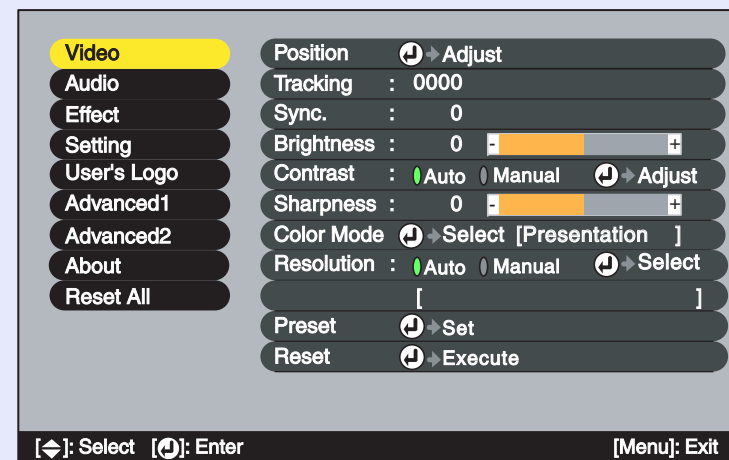 Video
Audio
Effect
Setting
User's Logo
Advanced1
Advanced2
About
Reset All
Position Adjust
Tracking : 0000
Sync. : 0
Brightness : 0 - +
Contrast : Auto Manual Adjust
Sharpness : 0 - +
Color Mode Select [Presentation ]
Resolution : Auto Manual Select
[ ]
Preset Set
Reset Execute
[ ]: Select [ ]: Enter [Menu]: Exit